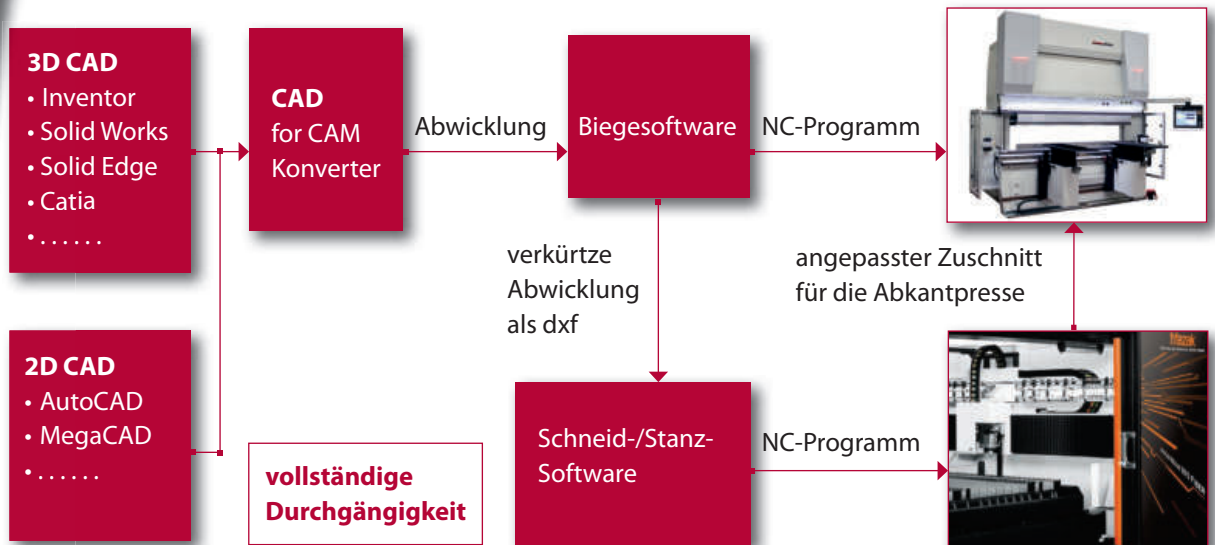 3D CAD
• Inventor
• Solid Works
• Solid Edge
• Catia
• . . . . . .
2D CAD
• AutoCAD
• MegaCAD
• . . . . . .
CAD
for CAM
Konverter
Abwicklung
Biegesoftware
NC-Programm
verkürtze
Abwicklung
als dxf
angepasster Zuschnitt
für die Abkantpresse
Schneid-/Stanz-
Software
NC-Programm
vollständige
Durchgängigkeit